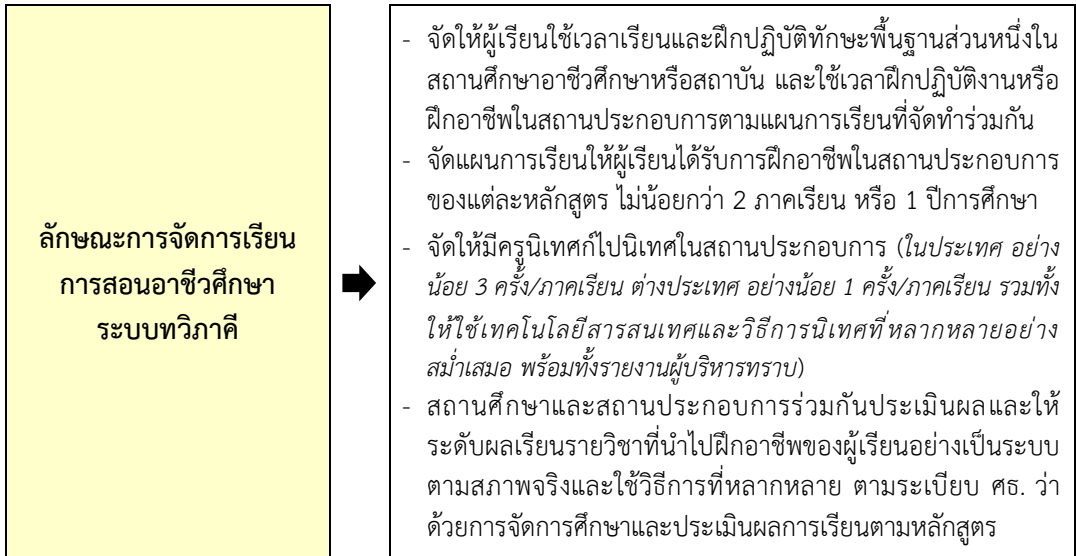 ลักษณะการจัดการเรียน
การสอนอาชีวศึกษา
ระบบทวิภาคี
- จัดให้ผู้เรียนใช้เวลาเรียนและฝึกปฏิบัติทักษะพื้นฐานส่วนหนึ่งใน
สถานศึกษาอาชีวศึกษาหรือสถาบัน และใช้เวลาฝึกปฏิบัติงานหรือ
ฝึกอาชีพในสถานประกอบการตามแผนการเรียนที่จัดทำร่วมกัน
- จัดแผนการเรียนให้ผู้เรียนได้รับการฝึกอาชีพในสถานประกอบการ
ของแต่ละหลักสูตร ไม่น้อยกว่า 2 ภาคเรียน หรือ 1 ปีการศึกษา
- จัดให้มีครูนิเทศก์ไปนิเทศในสถานประกอบการ (ในประเทศ อย่าง
น้อย 3 ครั้ง/ภาคเรียน ต่างประเทศ อย่างน้อย 1 ครั้ง/ภาคเรียน รวมทั้ง
ให้ใช้เทคโนโลยีสารสนเทศและวิธีการนิเทศที่หลากหลายอย่าง
สม่ำเสมอ พร้อมทั้งรายงานผู้บริหารทราบ)
- สถานศึกษาและสถานประกอบการร่วมกันประเมินผลและให้
ระดับผลเรียนรายวิชาที่นำไปฝึกอาชีพของผู้เรียนอย่างเป็นระบบ
ตามสภาพจริงและใช้วิธีการที่หลากหลาย ตามระเบียบ ศธ. ว่า
ด้วยการจัดการศึกษาและประเมินผลการเรียนตามหลักสูตร